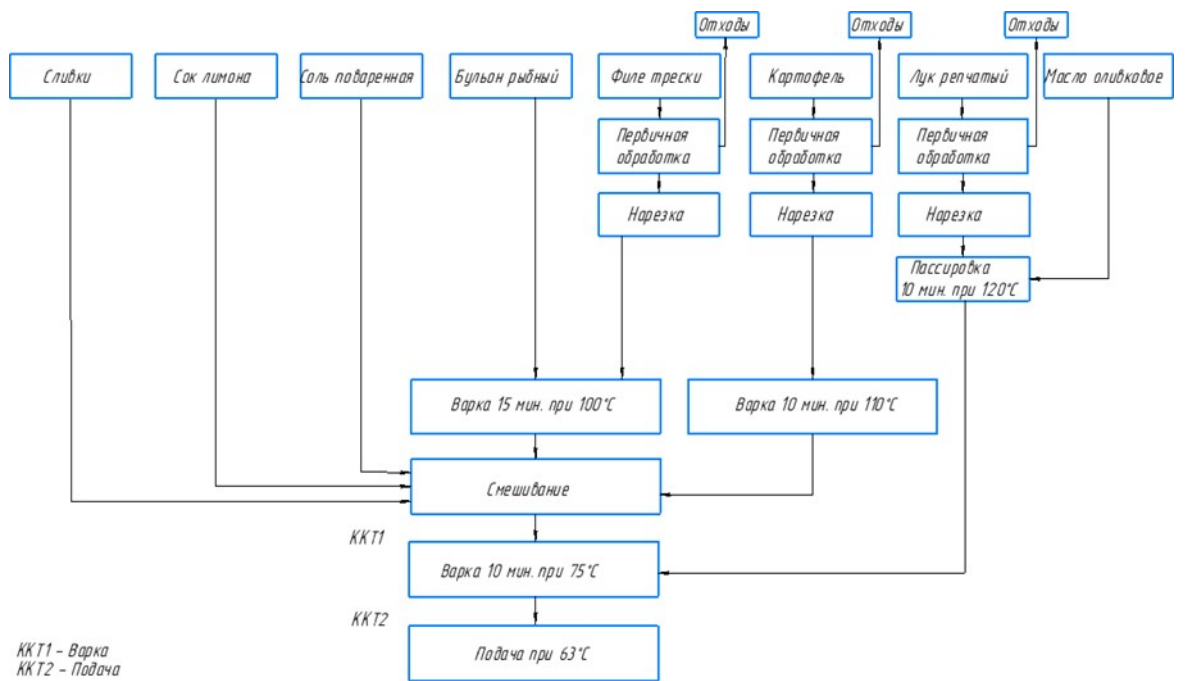 Отходы
Отходы
Отходы
Сливки
Сок лимона
Соль поваренная
Бульон рыбный
Филе трески
Картофель
Лук репчатый
Масло оливковое
Первичная
обработка
Первичная
обработка
Первичная
обработка
Нарезка
Нарезка
Нарезка
Пассировка
10 мин. при 120°С
Варка 15 мин. при 100°С
Варка 10 мин. при 110°С
Смешивание
ККТ1
Варка 10 мин. при 75°С
ККТ2
Подача при 63°С
ККТ1 - Варка
ККТ2 - Подача